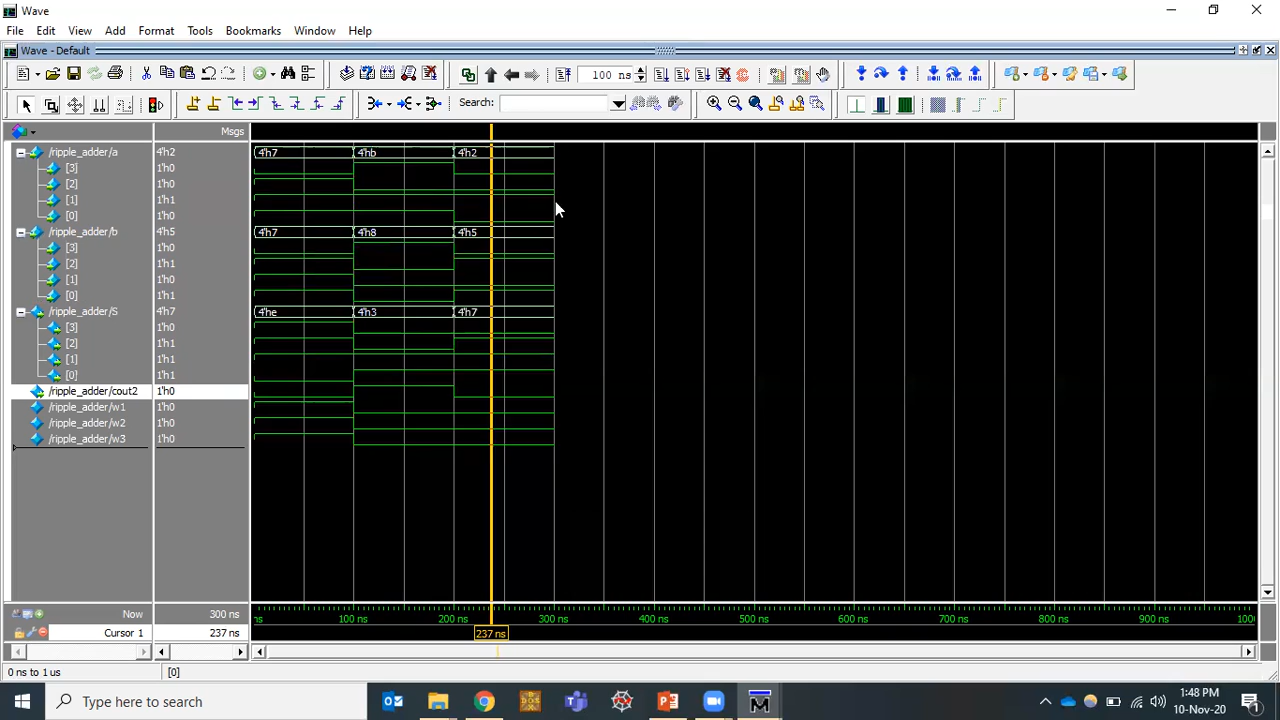 Wave
File Edit View Add Format Tools Bookmarks Window Help
Wave - Default
100 ns
Search:
Msgs
/ripple_adder/a 4'h2 4'h7 4'hb 4'h2
[3] 1'h0
[2] 1'h0
[1] 1'h1
[0] 1'h0
/ripple_adder/b 4'h5 4'h7 4'h8 4'h5
[3] 1'h0
[2] 1'h1
[1] 1'h0
[0] 1'h1
/ripple_adder/S 4'h7 4'he 4'h3 4'h7
[3] 1'h0
[2] 1'h1
[1] 1'h1
[0] 1'h1
/ripple_adder/cout2 1'h0
/ripple_adder/w1 1'h0
/ripple_adder/w2 1'h0
/ripple_adder/w3 1'h0
Now 300 ns ns 100 ns 200 ns 300 ns 400 ns 500 ns 600 ns 700 ns 800 ns 900 ns 100
Cursor 1 237 ns 237 ns
0 ns to 1 us [0]
Type here to search
1:48 PM
10-Nov-20
1